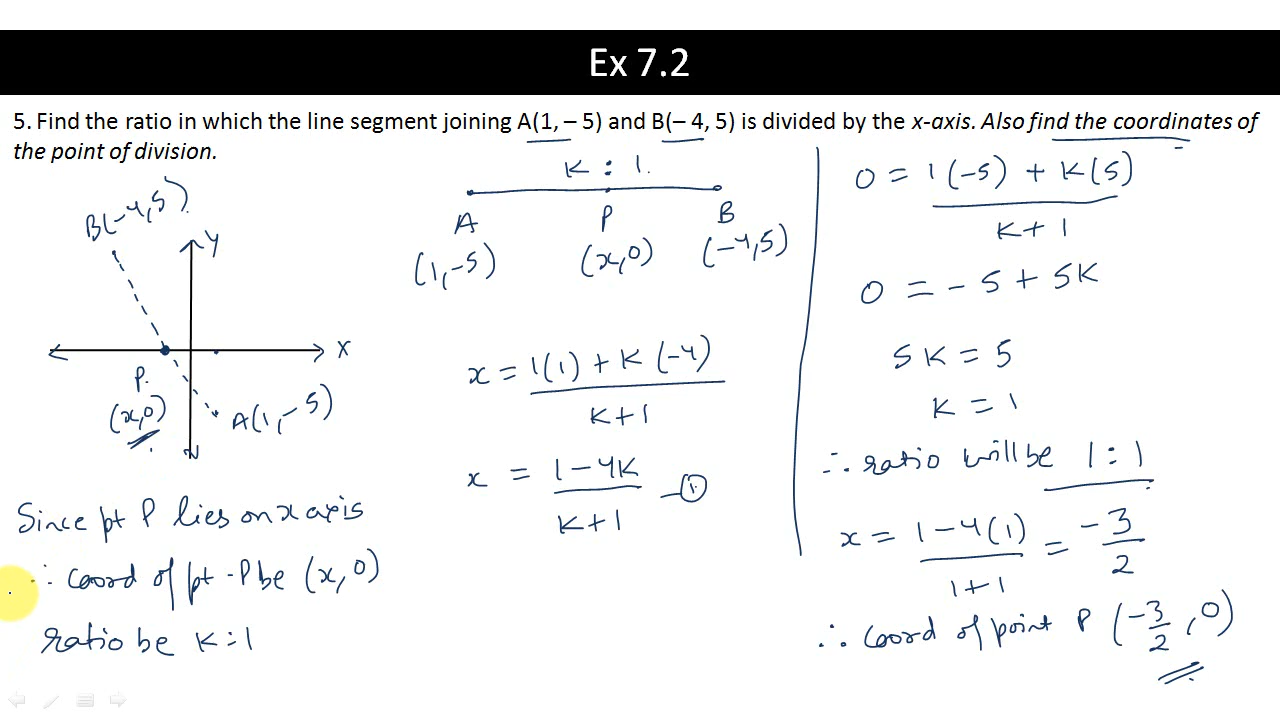 Ex 7.2
5. Find the ratio in which the line segment joining A(1, – 5) and B(– 4, 5) is divided by the x-axis. Also find the coordinates of
the point of division.
B(-4,5)
Y
X
P.
(x,0)
A(1,-5)
Since pt P lies on x axis
∴ coord of pt - P be (x,0)
ratio be K:1
K : 1.
A P B
(1,-5) (x,0) (-4,5)
x = 1(1) + K(-4)
K+1
x = 1-4K
K+1
-①
0 = 1(-5) + K(5)
K+1
0 = -5 + 5K
5K = 5
K = 1
∴ ratio will be 1:1
x = 1-4(1) = -3
1+1 2
∴ coord of point P (-3/2, 0)